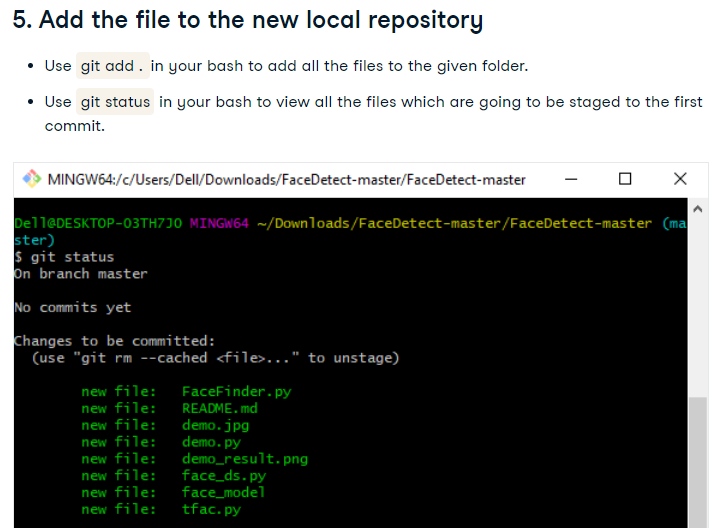 5. Add the file to the new local repository
Use git add . in your bash to add all the files to the given folder.
Use git status in your bash to view all the files which are going to be staged to the first
commit.
MINGW64:/c/Users/Dell/Downloads/FaceDetect-master/FaceDetect-master
Dell@DESKTOP-O3TH7JO MINGW64 ~/Downloads/FaceDetect-master/FaceDetect-master (ma
ster)
$ git status
On branch master
No commits yet
Changes to be committed:
(use "git rm --cached <file>..." to unstage)
new file: FaceFinder.py
new file: README.md
new file: demo.jpg
new file: demo.py
new file: demo_result.png
new file: face_ds.py
new file: face_model
new file: tfac.py